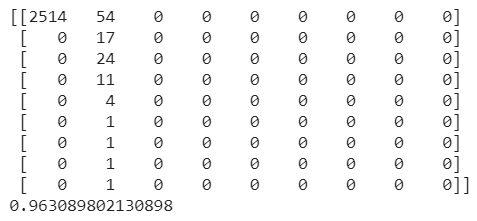 [[2514 54 0 0 0 0 0 0 0]
[ 0 17 0 0 0 0 0 0 0]
[ 0 24 0 0 0 0 0 0 0]
[ 0 11 0 0 0 0 0 0 0]
[ 0 4 0 0 0 0 0 0 0]
[ 0 1 0 0 0 0 0 0 0]
[ 0 1 0 0 0 0 0 0 0]
[ 0 1 0 0 0 0 0 0 0]
[ 0 1 0 0 0 0 0 0 0]]
0.963089802130898